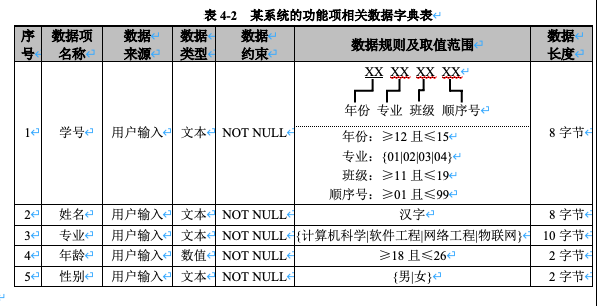 表 4-2 某系统的功能项相关数据字典表↵
序号↵ 数据项名称↵ 数据来源↵ 数据类型↵ 数据约束↵ 数据规则及取值范围↵ 数据长度↵
XX XX XX XX↵
年份 专业 班级 顺序号↵
1↵ 学号↵ 用户输入↵ 文本↵ NOT NULL↵ 年份：≥12 且≤15↵ 8 字节↵
专业：{01|02|03|04}↵
班级：≥11 且≤19↵
顺序号：≥01 且≤99↵
2↵ 姓名↵ 用户输入↵ 文本↵ NOT NULL↵ 汉字↵ 8 字节↵
3↵ 专业↵ 用户输入↵ 文本↵ NOT NULL↵ {计算机科学|软件工程|网络工程|物联网}↵ 10 字节↵
4↵ 年龄↵ 用户输入↵ 数值↵ NOT NULL↵ ≥18 且≤26↵ 2 字节↵
5↵ 性别↵ 用户输入↵ 文本↵ NOT NULL↵ {男|女}↵ 2 字节↵